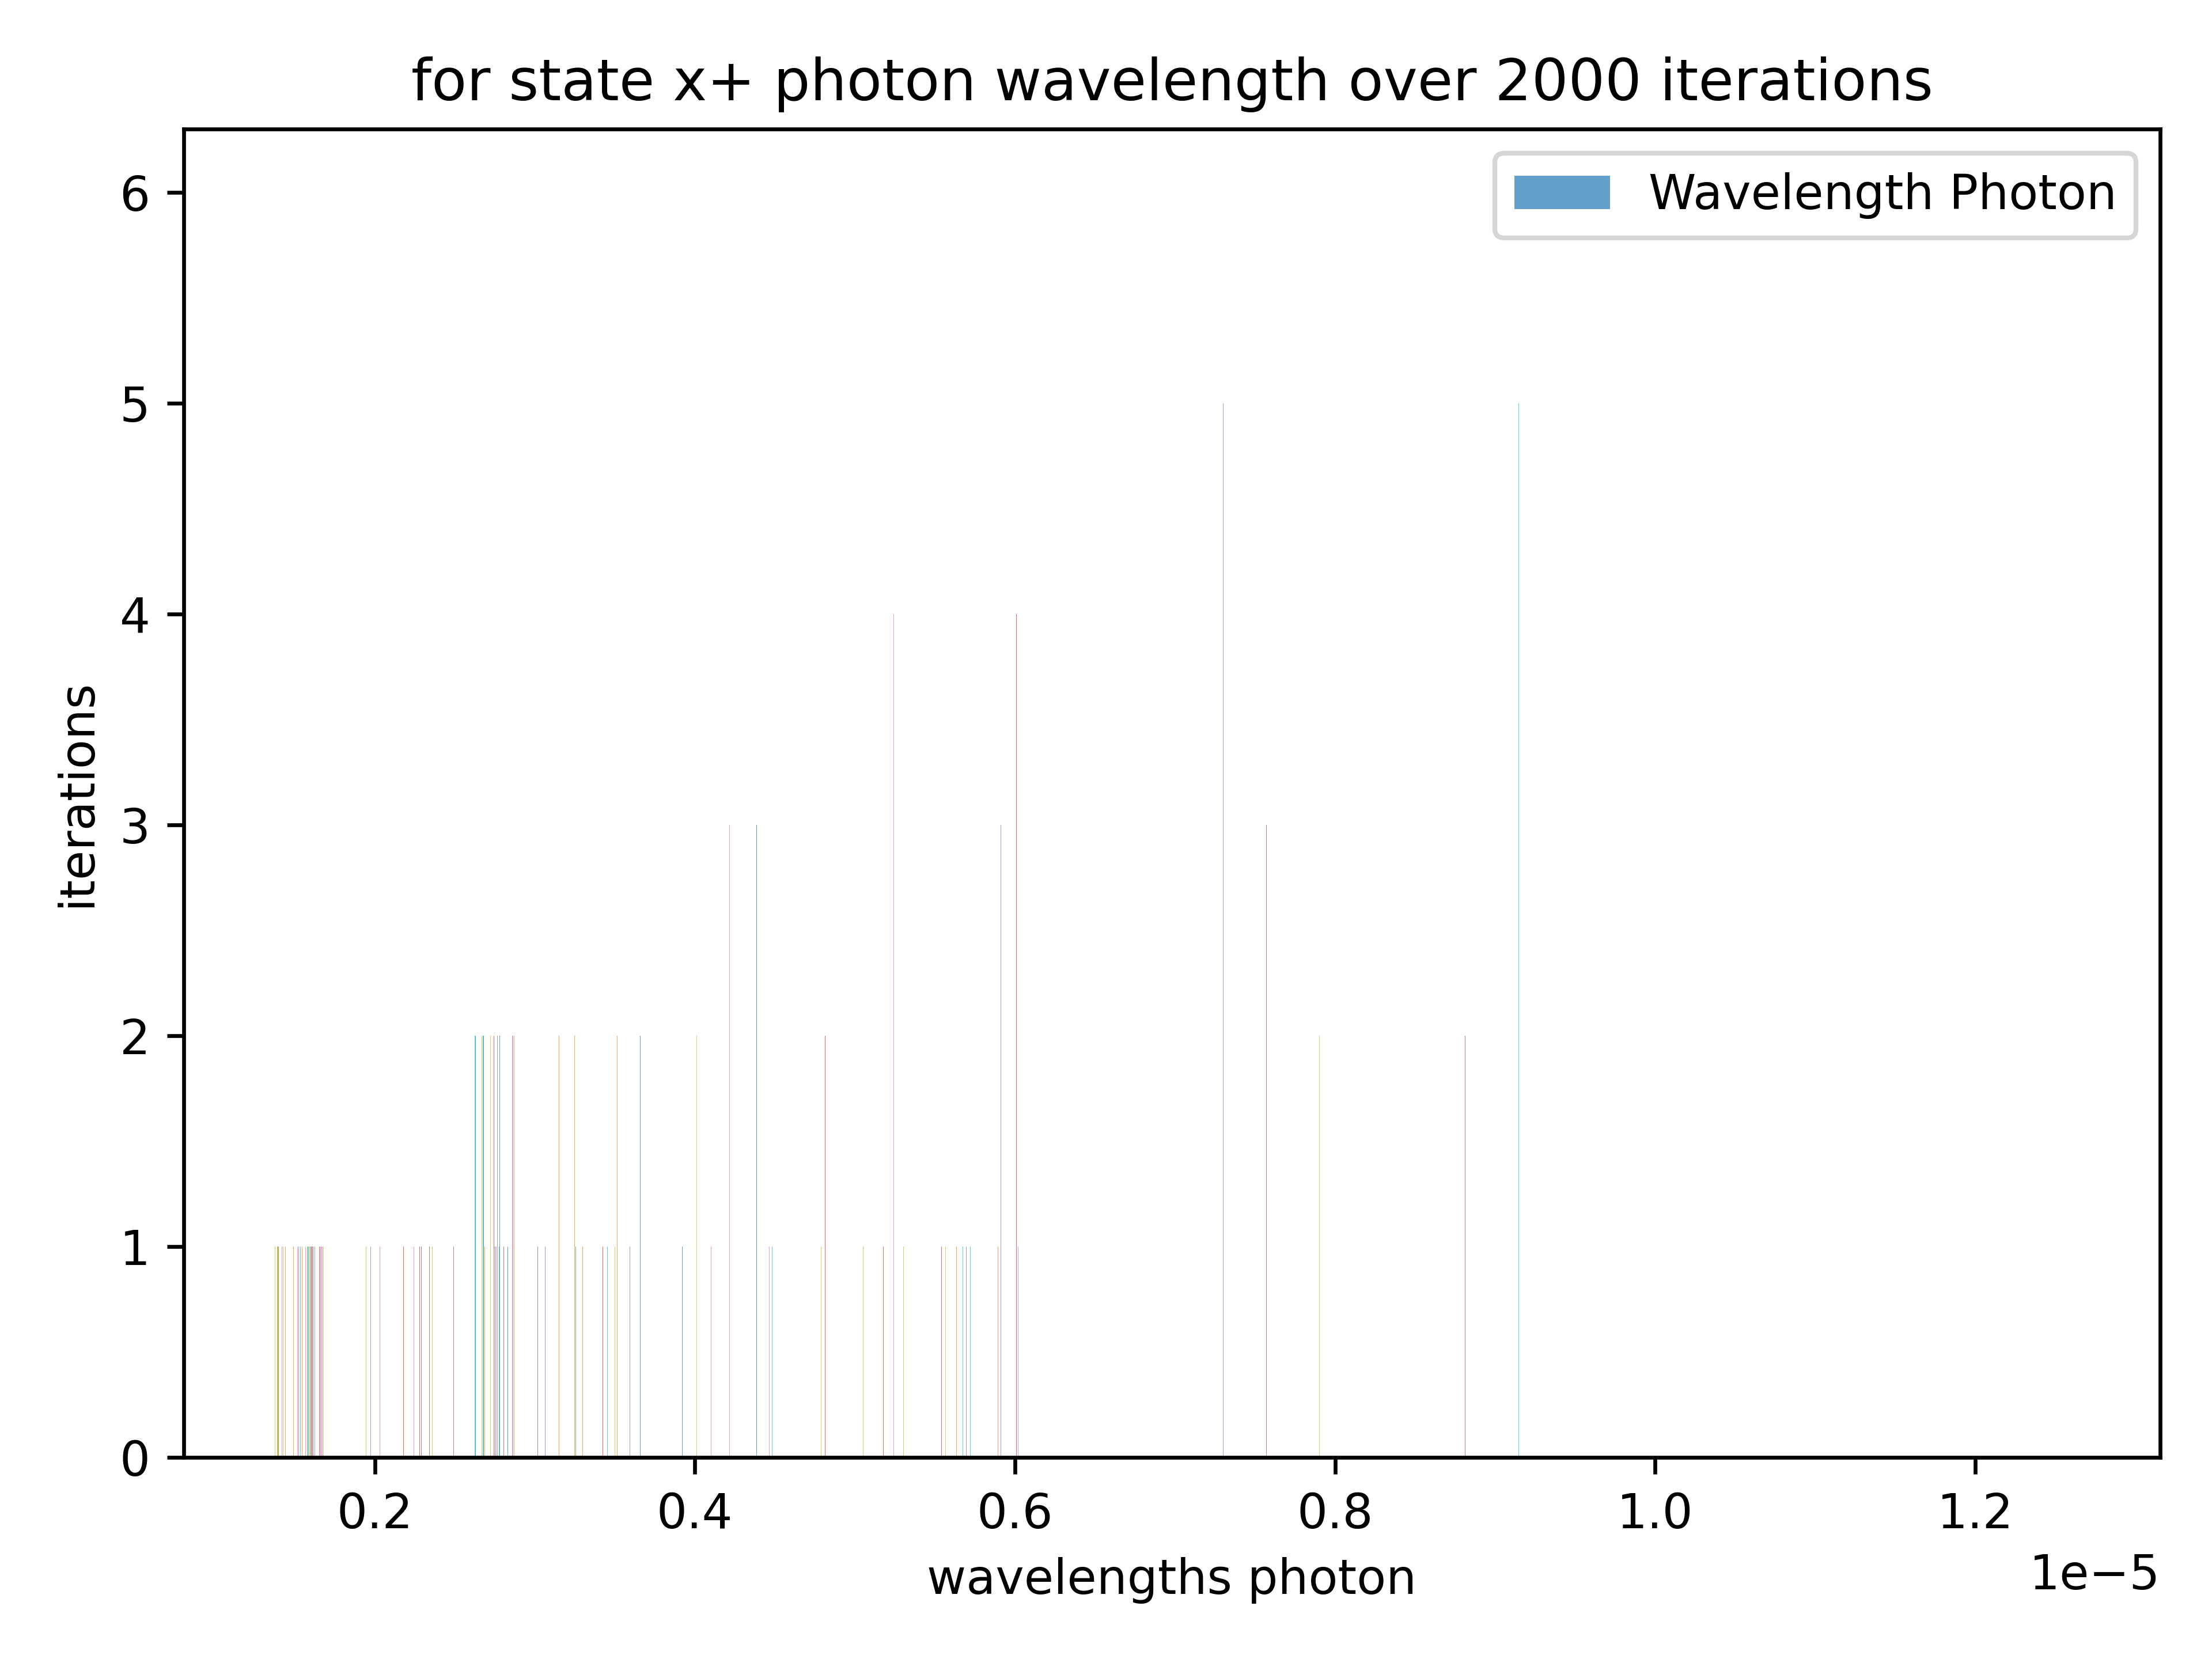 for state x+ photon wavelength over 2000 iterations
Wavelength Photon
6
5
4
3
2
1
0
iterations
0.2 0.4 0.6 0.8 1.0 1.2
1e−5
wavelengths photon